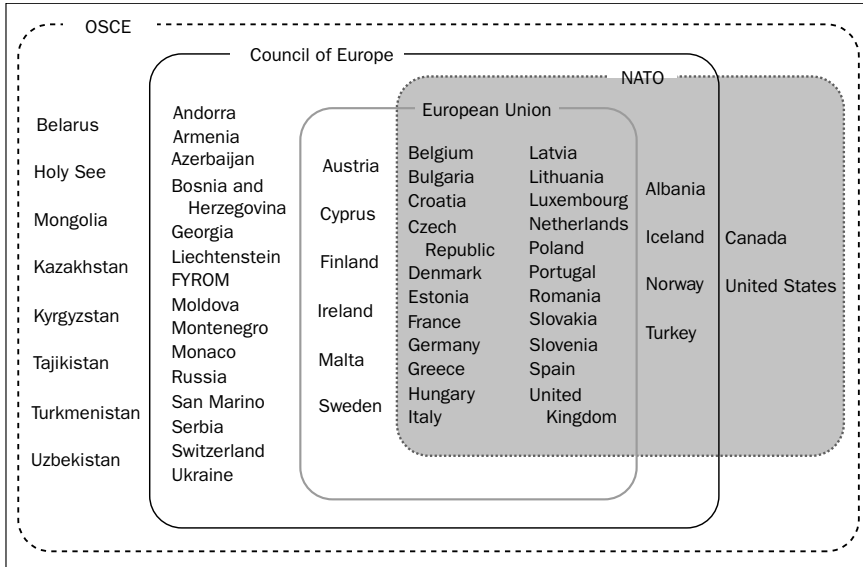 OSCE
Council of Europe
NATO
European Union
Belarus
Holy See
Mongolia
Kazakhstan
Kyrgyzstan
Tajikistan
Turkmenistan
Uzbekistan
Andorra
Armenia
Azerbaijan
Bosnia and
Herzegovina
Georgia
Liechtenstein
FYROM
Moldova
Montenegro
Monaco
Russia
San Marino
Serbia
Switzerland
Ukraine
Austria
Cyprus
Finland
Ireland
Malta
Sweden
Belgium
Bulgaria
Croatia
Czech
Republic
Denmark
Estonia
France
Germany
Greece
Hungary
Italy
Latvia
Lithuania
Luxembourg
Netherlands
Poland
Portugal
Romania
Slovakia
Slovenia
Spain
United
Kingdom
Albania
Iceland
Norway
Turkey
Canada
United States